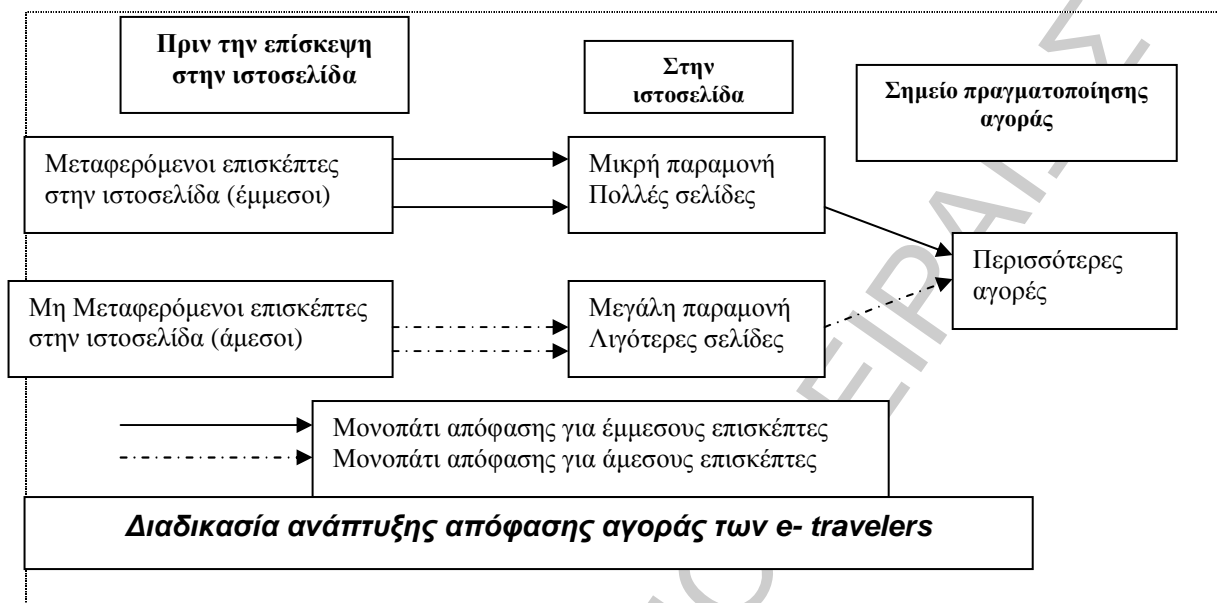 Πριν την επίσκεψη
στην ιστοσελίδα
Στην
ιστοσελίδα
Σημείο πραγματοποίησης
αγοράς
Μεταφερόμενοι επισκέπτες
στην ιστοσελίδα (έμμεσοι)
Μικρή παραμονή
Πολλές σελίδες
Περισσότερες
αγορές
Μη Μεταφερόμενοι επισκέπτες
στην ιστοσελίδα (άμεσοι)
Μεγάλη παραμονή
Λιγότερες σελίδες
Μονοπάτι απόφασης για έμμεσους επισκέπτες
Μονοπάτι απόφασης για άμεσους επισκέπτες
Διαδικασία ανάπτυξης απόφασης αγοράς των e- travelers